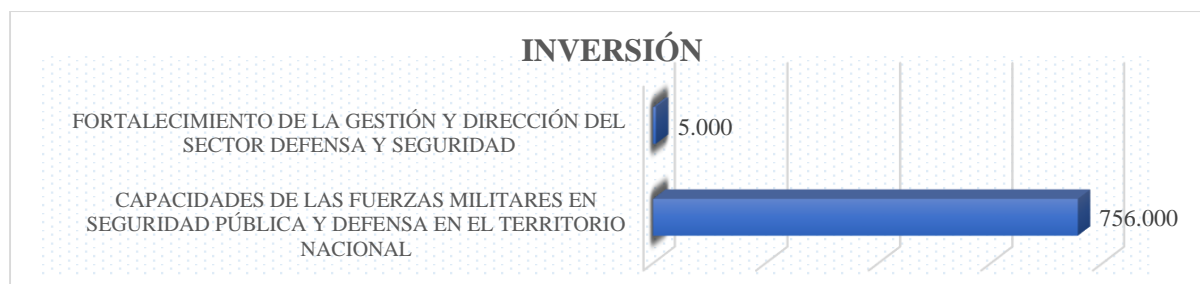 INVERSIÓN
FORTALECIMIENTO DE LA GESTIÓN Y DIRECCIÓN DEL
SECTOR DEFENSA Y SEGURIDAD
5.000
CAPACIDADES DE LAS FUERZAS MILITARES EN
SEGURIDAD PÚBLICA Y DEFENSA EN EL TERRITORIO
NACIONAL
756.000